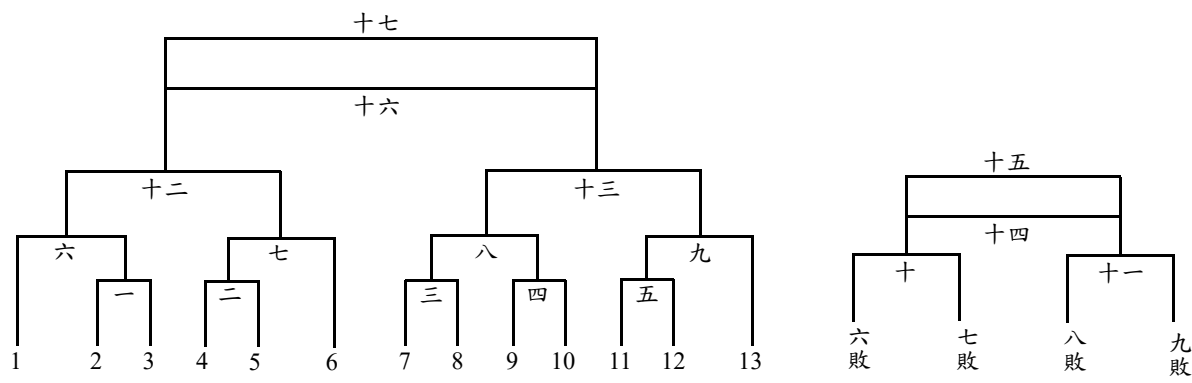 十七
十六
十二 十三
六 七 八 九
一 二 三 四 五
1 2 3 4 5 6 7 8 9 10 11 12 13
十五
十四
十 十一
六敗 七敗 八敗 九敗